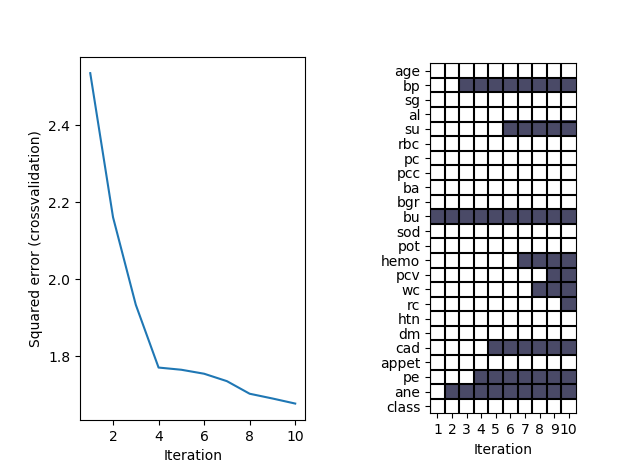 Squared error (crossvalidation)
2.4
2.2
2.0
1.8
2 4 6 8 10
Iteration
age
bp
sg
al
su
rbc
pc
pcc
ba
bgr
bu
sod
pot
hemo
pcv
wc
rc
htn
dm
cad
appet
pe
ane
class
1 2 3 4 5 6 7 8 9 10
Iteration